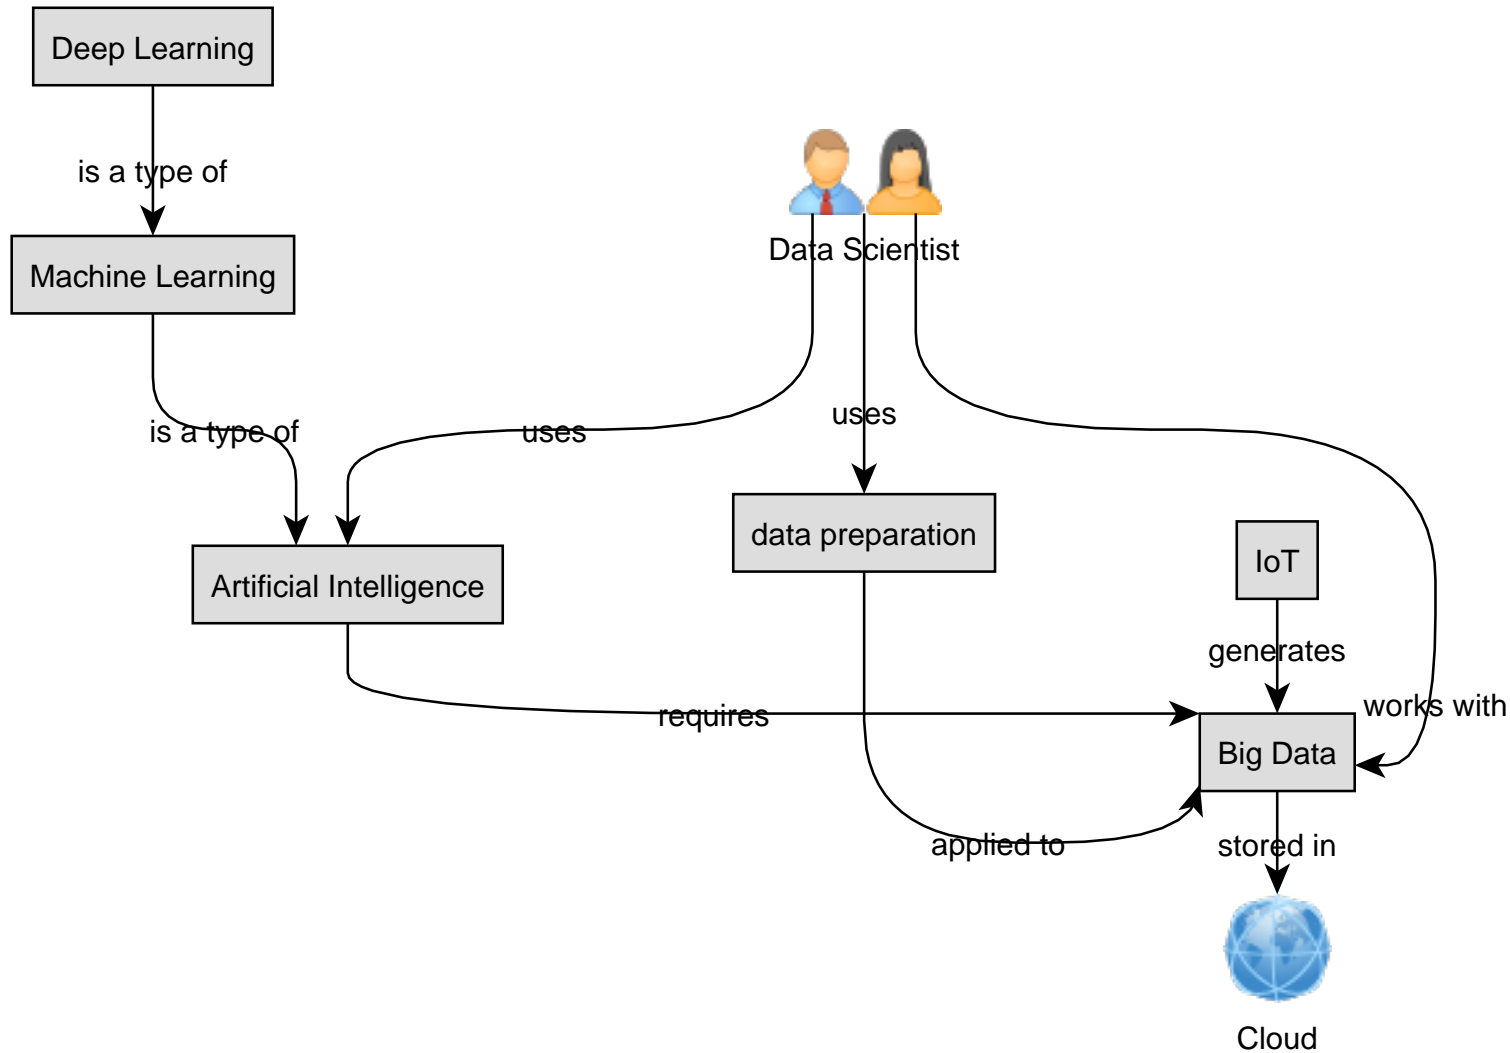 Deep Learning
is a type of
Data Scientist
Machine Learning
uses
is a type of
uses
data preparation
IoT
Artificial Intelligence
generates
works with
requires
Big Data
applied to
stored in
Cloud